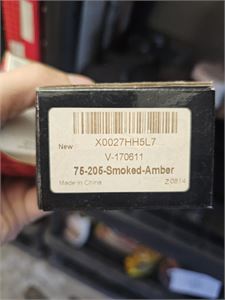 X0027HH5L7
New
V-170611
75-205-Smoked-Amber
Made in China
Z0814